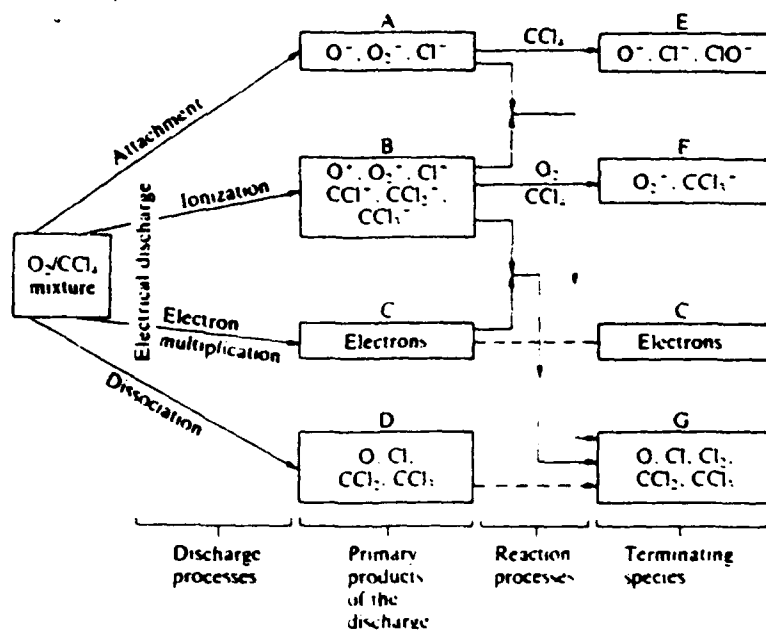 A
O⁻, O₂⁻, Cl⁻
CCl₄
E
O⁻, Cl⁻, ClO⁻
Attachment
B
O⁺, O₂⁻, Cl⁻
CCl⁺, CCl₂⁻,
CCl₃⁻
O₂
CCl₄
F
O₂⁻, CCl₃⁻
Ionization
O₂/CCl₄
mixture
Electrical discharge
Electron
multiplication
C
Electrons
C
Electrons
Dissociation
D
O, Cl,
CCl₂, CCl₃
G
O, Cl, Cl₂,
CCl₂, CCl₃
Discharge
processes
Primary
products
of the
discharge
Reaction
processes
Terminating
species